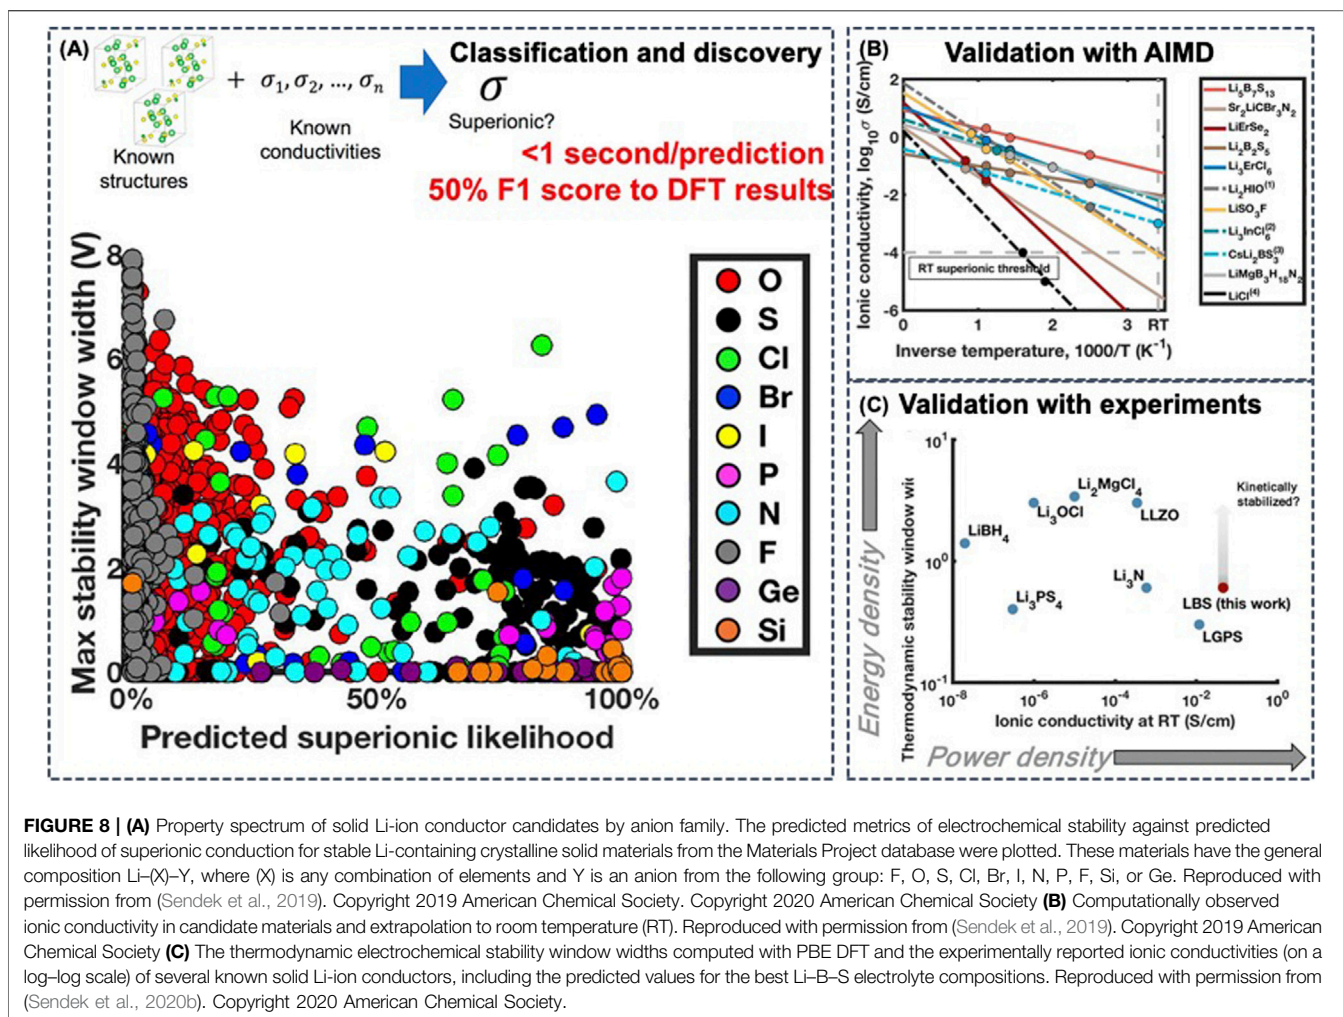 (A)
Classification and discovery
+ σ1, σ2, ..., σn
σ
Superionic?
Known
structures
Known
conductivities
<1 second/prediction
50% F1 score to DFT results
Max stability window width (V)
8
6
4
2
0
0%
50%
100%
Predicted superionic likelihood
O
S
Cl
Br
I
P
N
F
Ge
Si
(B)
Validation with AIMD
Ionic conductivity, log10σ (S/cm)
2
0
-2
-4
-6
RT superionic threshold
0
1
2
3
RT
Inverse temperature, 1000/T (K-1)
Li5B7S13
Sr2LiCBr3N2
LiErSe2
Li2B2S5
Li3ErCl6
Li2HIO(1)
LiSO3F
Li3InCl6(2)
CsLi2BS3(3)
LiMgB3H18N2
LiCl(4)
(C)
Validation with experiments
Energy density
Thermodynamic stability window wi
10^1
10^0
10^-1
LiBH4
Li3OCl
Li2MgCl4
LLZO
Kinetically
stabilized?
Li3N
Li3PS4
LBS (this work)
LGPS
10^-8
10^-6
10^-4
10^-2
10^0
Ionic conductivity at RT (S/cm)
Power density
FIGURE 8 | (A) Property spectrum of solid Li-ion conductor candidates by anion family. The predicted metrics of electrochemical stability against predicted
likelihood of superionic conduction for stable Li-containing crystalline solid materials from the Materials Project database were plotted. These materials have the general
composition Li–(X)–Y, where (X) is any combination of elements and Y is an anion from the following group: F, O, S, Cl, Br, I, N, P, F, Si, or Ge. Reproduced with
permission from (Sendek et al., 2019). Copyright 2019 American Chemical Society. Copyright 2020 American Chemical Society (B) Computationally observed
ionic conductivity in candidate materials and extrapolation to room temperature (RT). Reproduced with permission from (Sendek et al., 2019). Copyright 2019 American
Chemical Society (C) The thermodynamic electrochemical stability window widths computed with PBE DFT and the experimentally reported ionic conductivities (on a
log–log scale) of several known solid Li-ion conductors, including the predicted values for the best Li–B–S electrolyte compositions. Reproduced with permission from
(Sendek et al., 2020b). Copyright 2020 American Chemical Society.